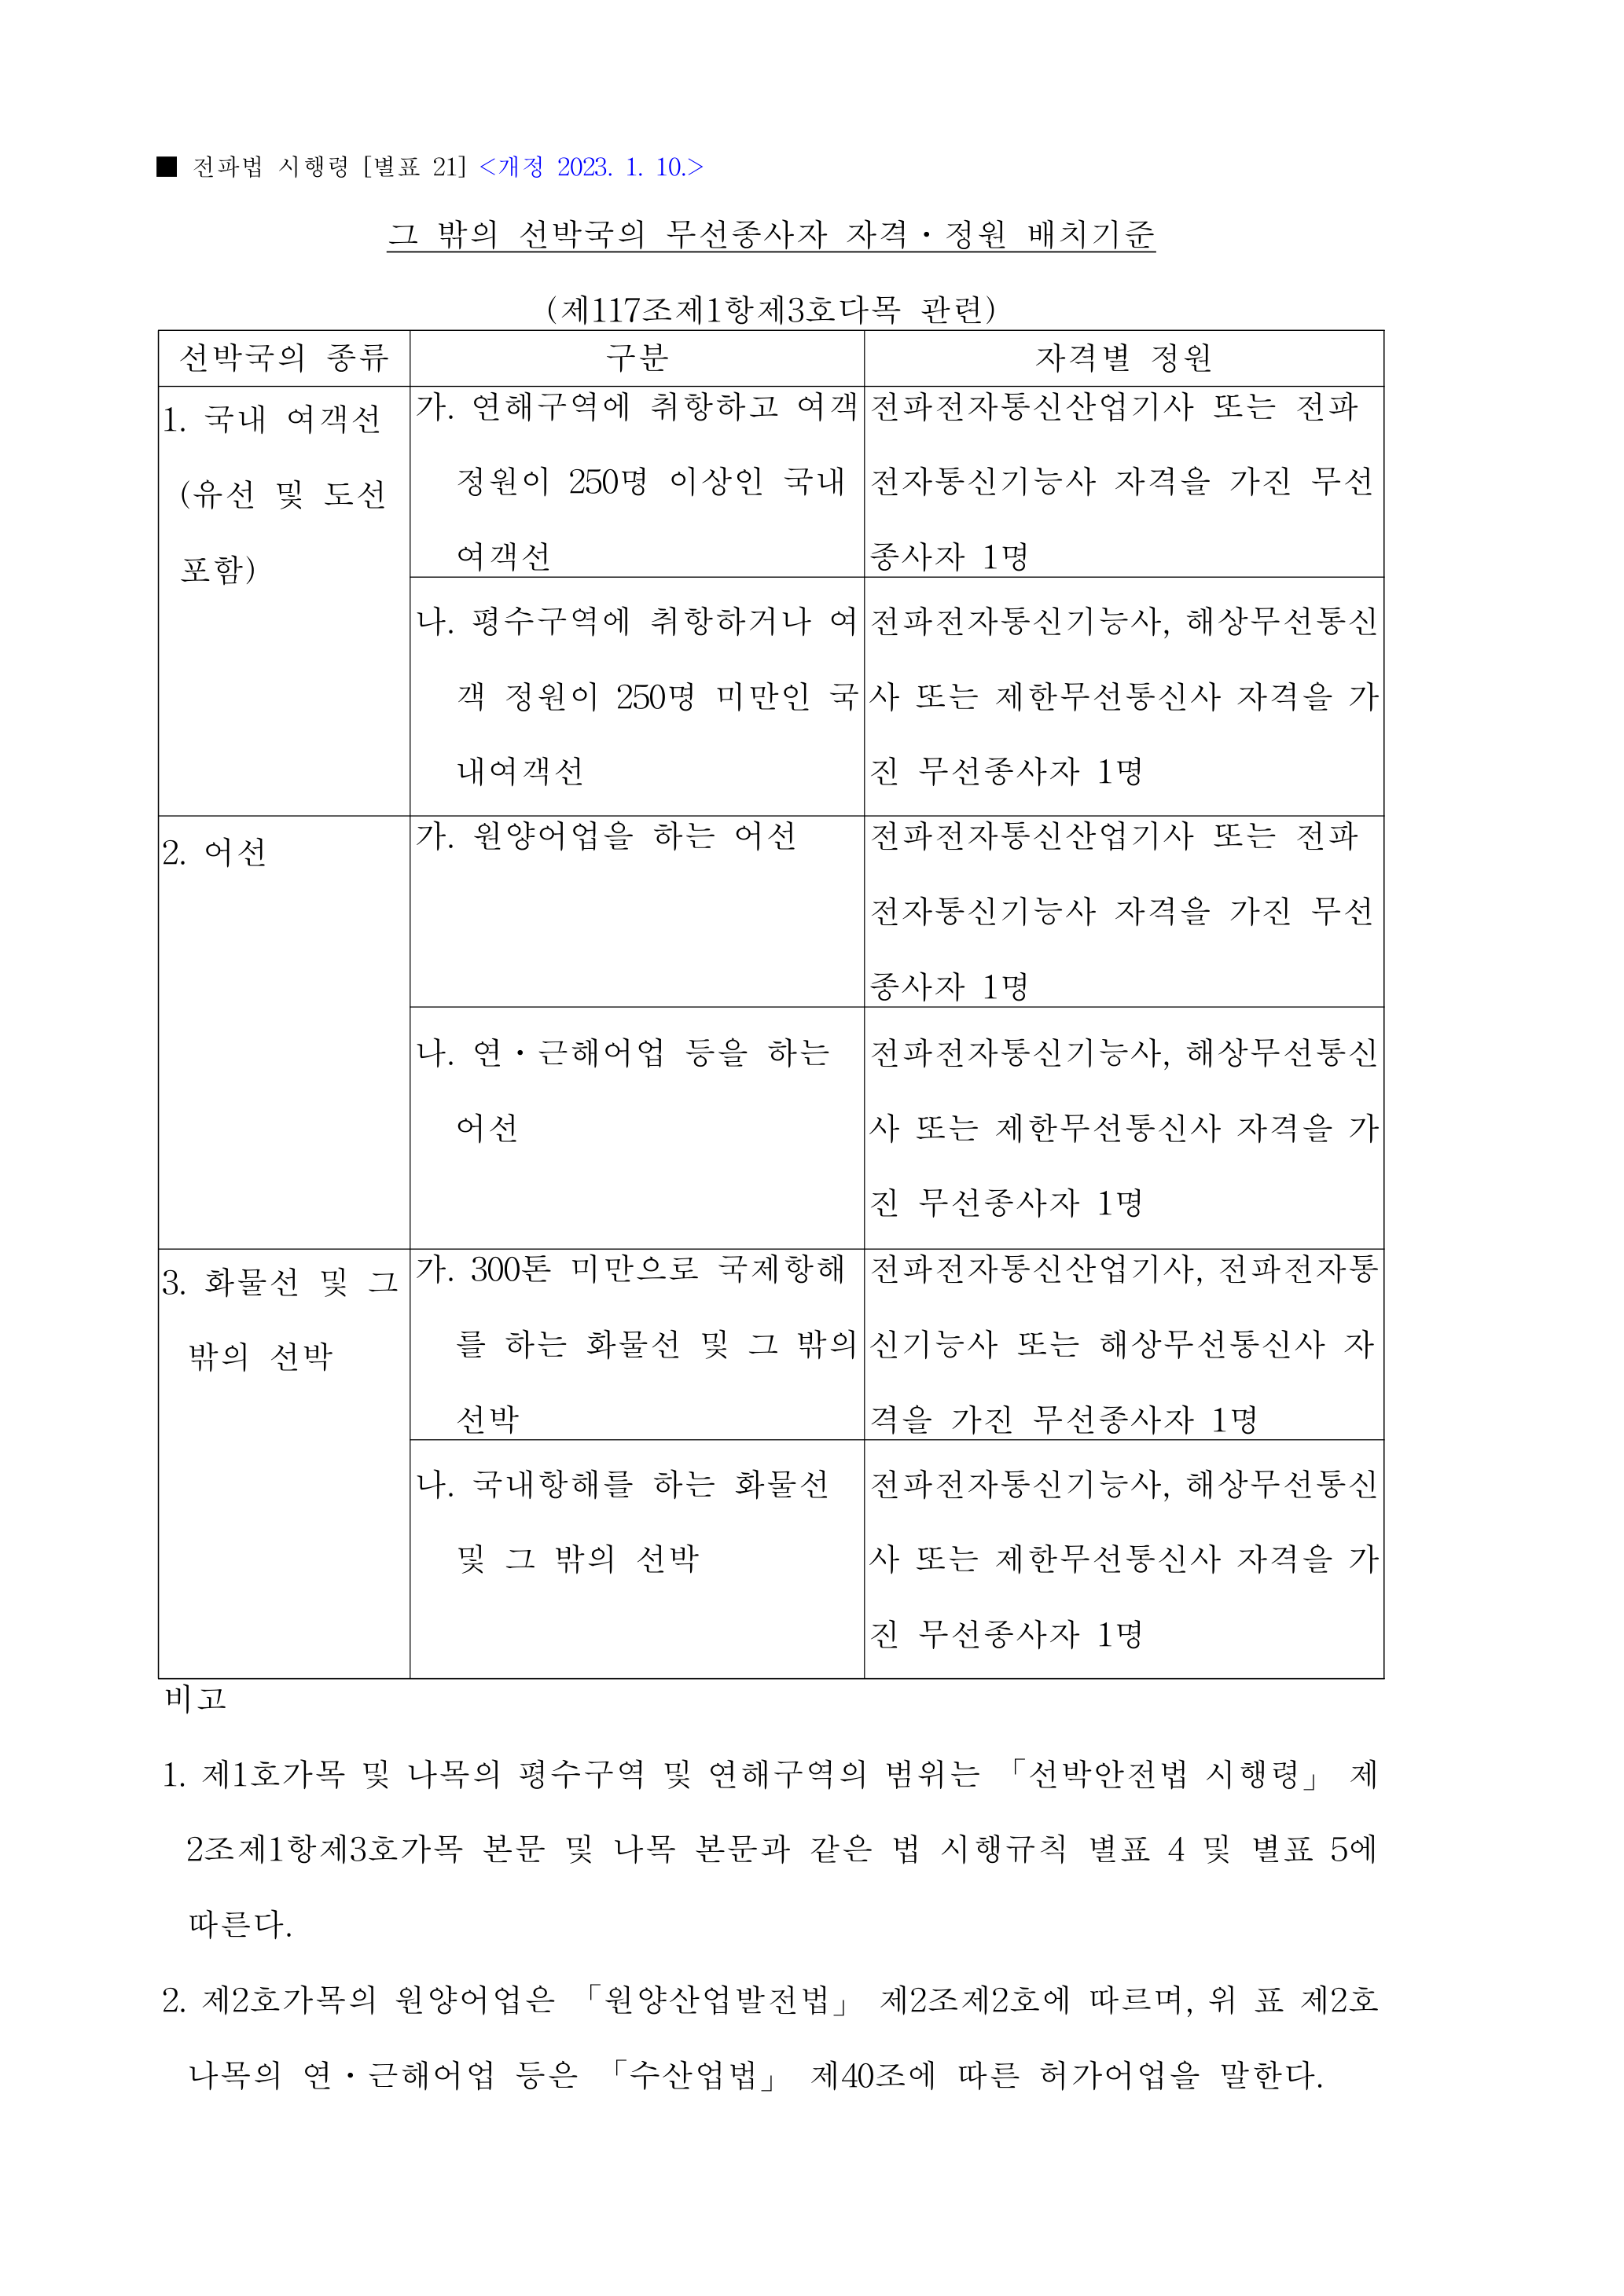 ■ 전파법 시행령 [별표 21] <개정 2023. 1. 10.>
그 밖의 선박국의 무선종사자 자격·정원 배치기준
(제117조제1항제3호다목 관련)
선박국의 종류 구분 자격별 정원
1. 국내 여객선
(유선 및 도선
포함)
가. 연해구역에 취항하고 여객
정원이 250명 이상인 국내
여객선
전파전자통신산업기사 또는 전파
전자통신기능사 자격을 가진 무선
종사자 1명
나. 평수구역에 취항하거나 여
객 정원이 250명 미만인 국
내여객선
전파전자통신기능사, 해상무선통신
사 또는 제한무선통신사 자격을 가
진 무선종사자 1명
2. 어선
가. 원양어업을 하는 어선
전파전자통신산업기사 또는 전파
전자통신기능사 자격을 가진 무선
종사자 1명
나. 연·근해어업 등을 하는
어선
전파전자통신기능사, 해상무선통신
사 또는 제한무선통신사 자격을 가
진 무선종사자 1명
3. 화물선 및 그
밖의 선박
가. 300톤 미만으로 국제항해
를 하는 화물선 및 그 밖의
선박
전파전자통신산업기사, 전파전자통
신기능사 또는 해상무선통신사 자
격을 가진 무선종사자 1명
나. 국내항해를 하는 화물선
및 그 밖의 선박
전파전자통신기능사, 해상무선통신
사 또는 제한무선통신사 자격을 가
진 무선종사자 1명
비고
1. 제1호가목 및 나목의 평수구역 및 연해구역의 범위는 「선박안전법 시행령」 제
2조제1항제3호가목 본문 및 나목 본문과 같은 법 시행규칙 별표 4 및 별표 5에
따른다.
2. 제2호가목의 원양어업은 「원양산업발전법」 제2조제2호에 따르며, 위 표 제2호
나목의 연·근해어업 등은 「수산업법」 제40조에 따른 허가어업을 말한다.